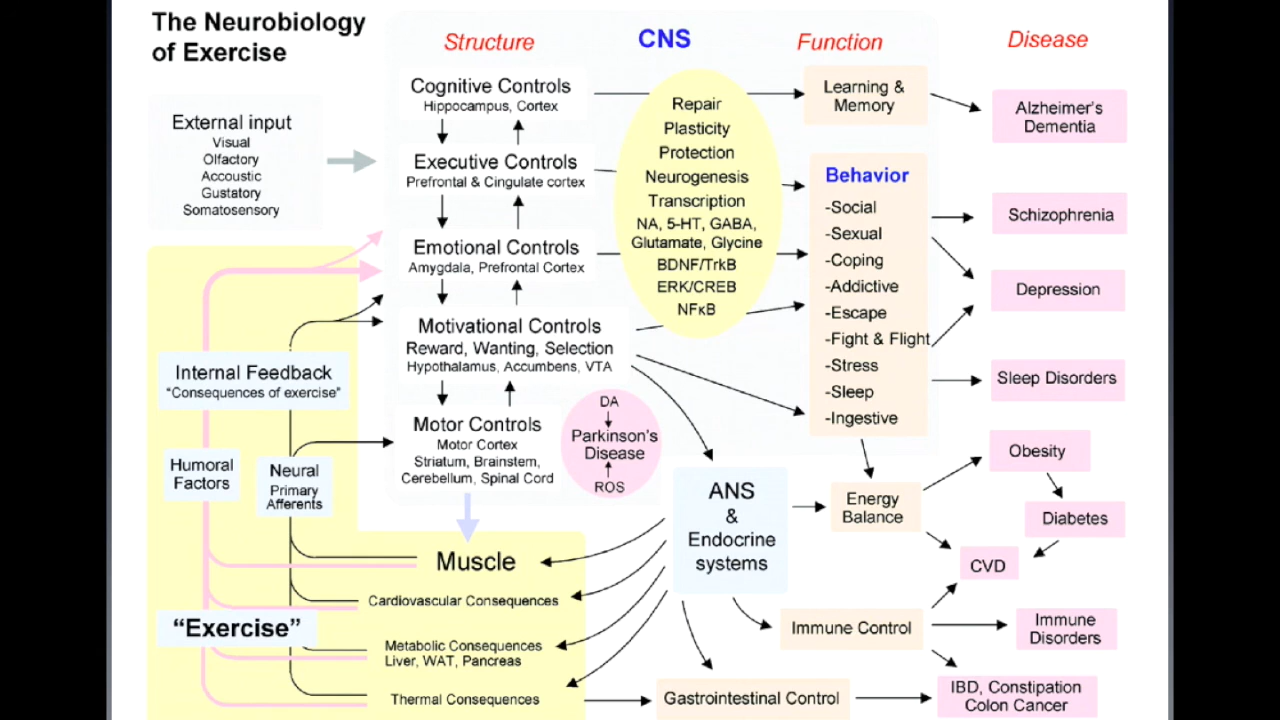 The Neurobiology
of Exercise
Structure
CNS
Function
Disease
External input
Visual
Olfactory
Accoustic
Gustatory
Somatosensory
Cognitive Controls
Hippocampus, Cortex
Executive Controls
Prefrontal & Cingulate cortex
Emotional Controls
Amygdala, Prefrontal Cortex
Motivational Controls
Reward, Wanting, Selection
Hypothalamus, Accumbens, VTA
Motor Controls
Motor Cortex
Striatum, Brainstem,
Cerebellum, Spinal Cord
Repair
Plasticity
Protection
Neurogenesis
Transcription
NA, 5-HT, GABA,
Glutamate, Glycine
BDNF/TrkB
ERK/CREB
NFκB
DA
Parkinson's
Disease
ROS
Learning &
Memory
Behavior
-Social
-Sexual
-Coping
-Addictive
-Escape
-Fight & Flight
-Stress
-Sleep
-Ingestive
Alzheimer's
Dementia
Schizophrenia
Depression
Sleep Disorders
Obesity
Diabetes
CVD
Immune
Disorders
IBD, Constipation
Colon Cancer
Internal Feedback
"Consequences of exercise"
Humoral
Factors
Neural
Primary
Afferents
"Exercise"
Muscle
Cardiovascular Consequences
Metabolic Consequences
Liver, WAT, Pancreas
Thermal Consequences
ANS
&
Endocrine
systems
Energy
Balance
Immune Control
Gastrointestinal Control